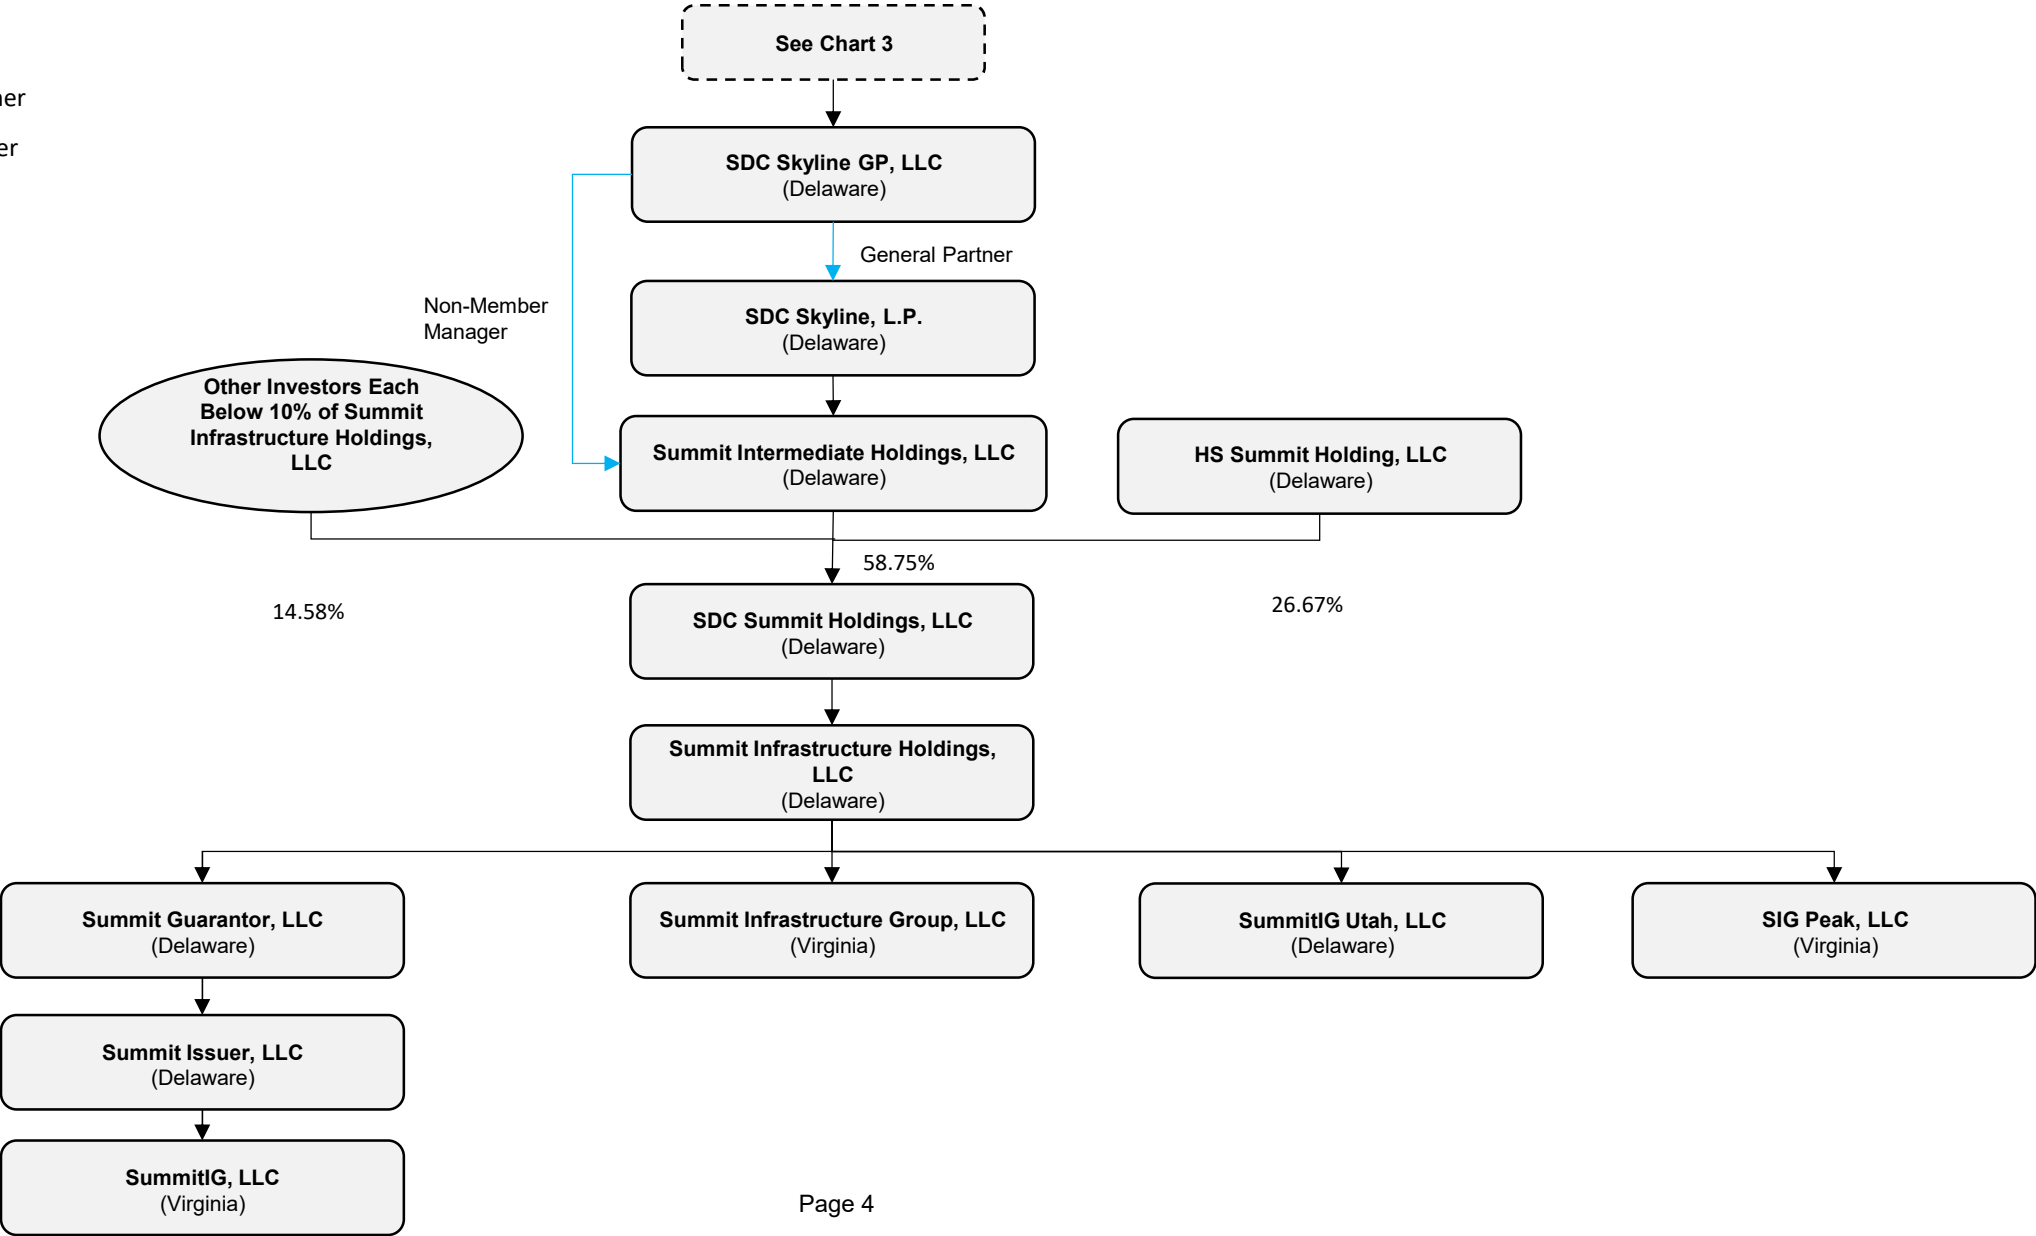 See Chart 3
ner
er
SDC Skyline GP, LLC
(Delaware)
General Partner
Non-Member
Manager
SDC Skyline, L.P.
(Delaware)
Other Investors Each
Below 10% of Summit
Infrastructure Holdings,
LLC
Summit Intermediate Holdings, LLC
(Delaware)
HS Summit Holding, LLC
(Delaware)
58.75%
14.58%
26.67%
SDC Summit Holdings, LLC
(Delaware)
Summit Infrastructure Holdings,
LLC
(Delaware)
Summit Guarantor, LLC
(Delaware)
Summit Infrastructure Group, LLC
(Virginia)
SummitIG Utah, LLC
(Delaware)
SIG Peak, LLC
(Virginia)
Summit Issuer, LLC
(Delaware)
SummitIG, LLC
(Virginia)
Page 4